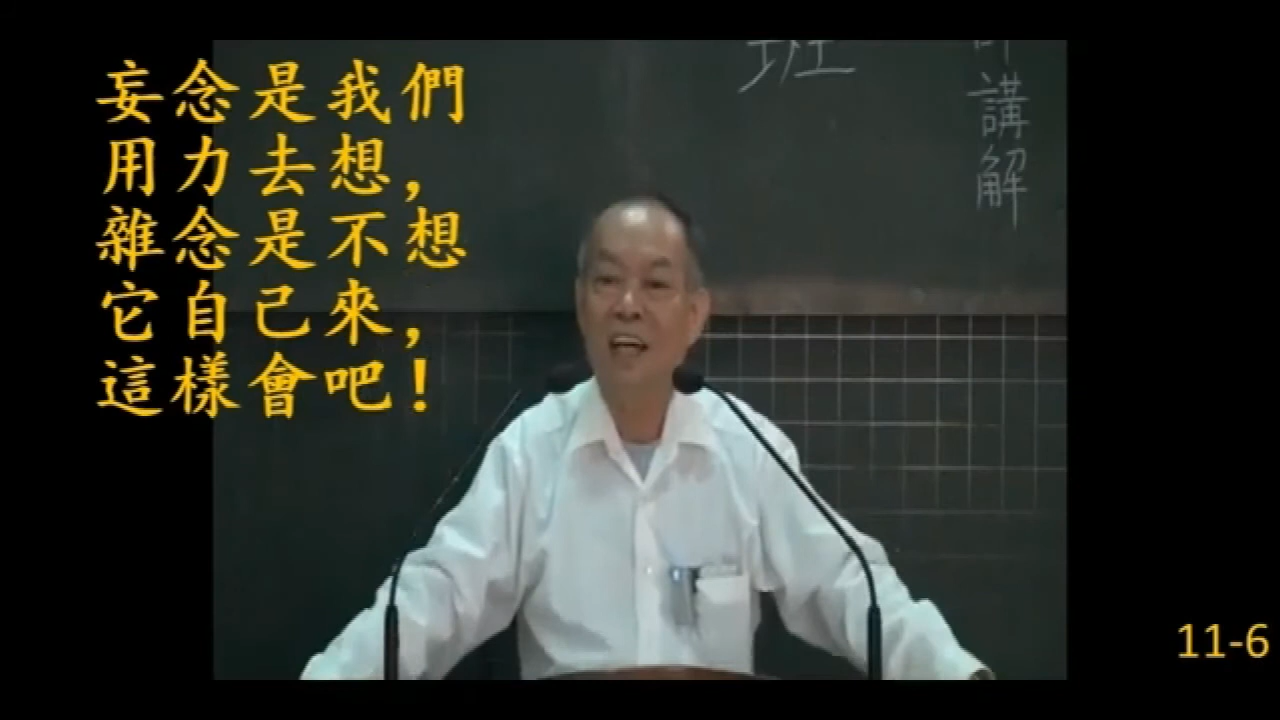 妄念是我們
用力去想，
雜念是不想
它自己來，
這樣會吧！
班
講解
11-6